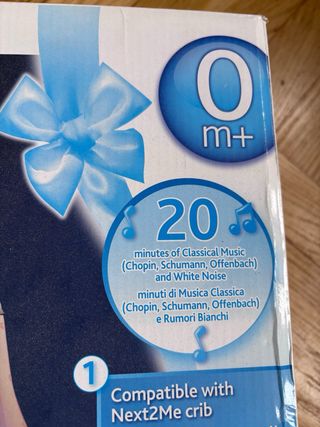 0
m+
20
minutes of Classical Music
(Chopin, Schumann, Offenbach)
and White Noise
minuti di Musica Classica
(Chopin, Schumann, Offenbach)
e Rumori Bianchi
1
Compatible with
Next2Me crib